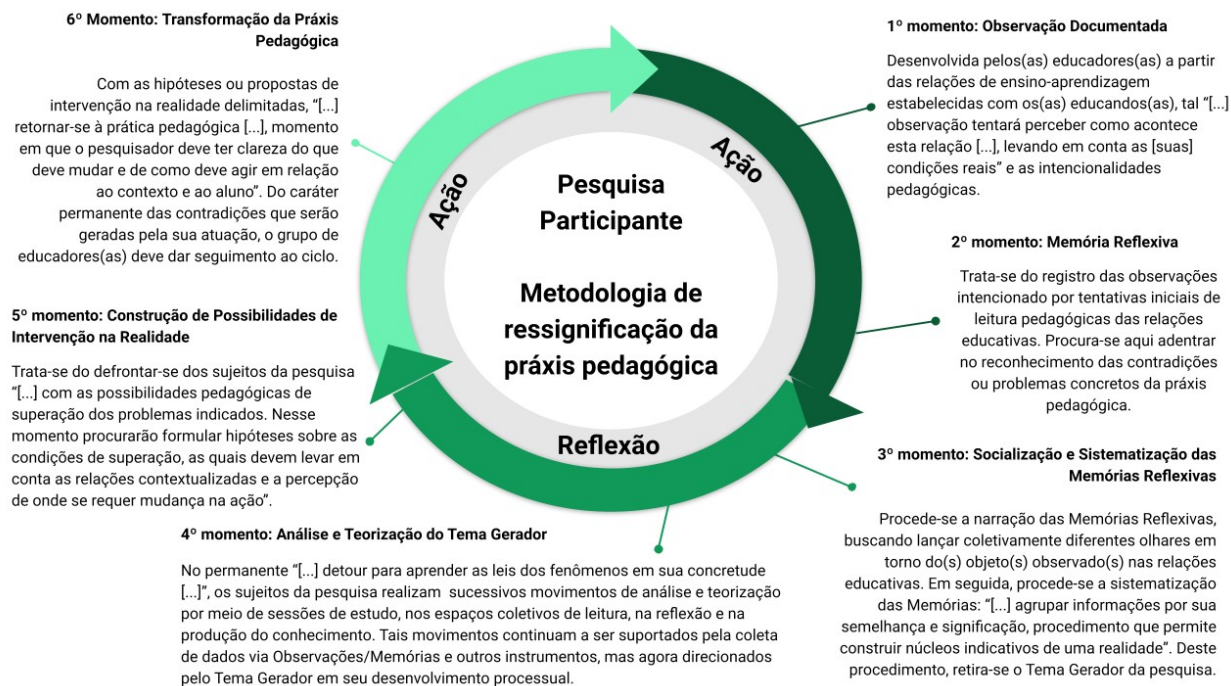 6º Momento: Transformação da Práxis
Pedagógica
Com as hipóteses ou propostas de
intervenção na realidade delimitadas, “[...]
retornar-se à prática pedagógica [...], momento
em que o pesquisador deve ter clareza do que
deve mudar e de como deve agir em relação
ao contexto e ao aluno”. Do caráter
permanente das contradições que serão
geradas pela sua atuação, o grupo de
educadores(as) deve dar seguimento ao ciclo.
1º momento: Observação Documentada
Desenvolvida pelos(as) educadores(as) a partir
das relações de ensino-aprendizagem
estabelecidas com os(as) educandos(as), tal “[...]
observação tentará perceber como acontece
esta relação [...], levando em conta as [suas]
condições reais” e as intencionalidades
pedagógicas.
2º momento: Memória Reflexiva
Trata-se do registro das observações
intencionado por tentativas iniciais de
leitura pedagógicas das relações
educativas. Procura-se aqui adentrar
no reconhecimento das contradições
ou problemas concretos da práxis
pedagógica.
Ação
Ação
Pesquisa
Participante
Metodologia de
ressignificação da
práxis pedagógica
Reflexão
5º momento: Construção de Possibilidades de
Intervenção na Realidade
Trata-se do defrontar-se dos sujeitos da pesquisa
“[...] com as possibilidades pedagógicas de
superação dos problemas indicados. Nesse
momento procurarão formular hipóteses sobre as
condições de superação, as quais devem levar em
conta as relações contextualizadas e a percepção
de onde se requer mudança na ação”.
3º momento: Socialização e Sistematização das
Memórias Reflexivas
Procede-se a narração das Memórias Reflexivas,
buscando lançar coletivamente diferentes olhares em
torno do(s) objeto(s) observado(s) nas relações
educativas. Em seguida, procede-se a sistematização
das Memórias: “[...] agrupar informações por sua
semelhança e significação, procedimento que permite
construir núcleos indicativos de uma realidade”. Deste
procedimento, retira-se o Tema Gerador da pesquisa.
4º momento: Análise e Teorização do Tema Gerador
No permanente “[...] detour para aprender as leis dos fenômenos em sua concretude
[...]”, os sujeitos da pesquisa realizam sucessivos movimentos de análise e teorização
por meio de sessões de estudo, nos espaços coletivos de leitura, na reflexão e na
produção do conhecimento. Tais movimentos continuam a ser suportados pela coleta
de dados via Observações/Memórias e outros instrumentos, mas agora direcionados
pelo Tema Gerador em seu desenvolvimento processual.